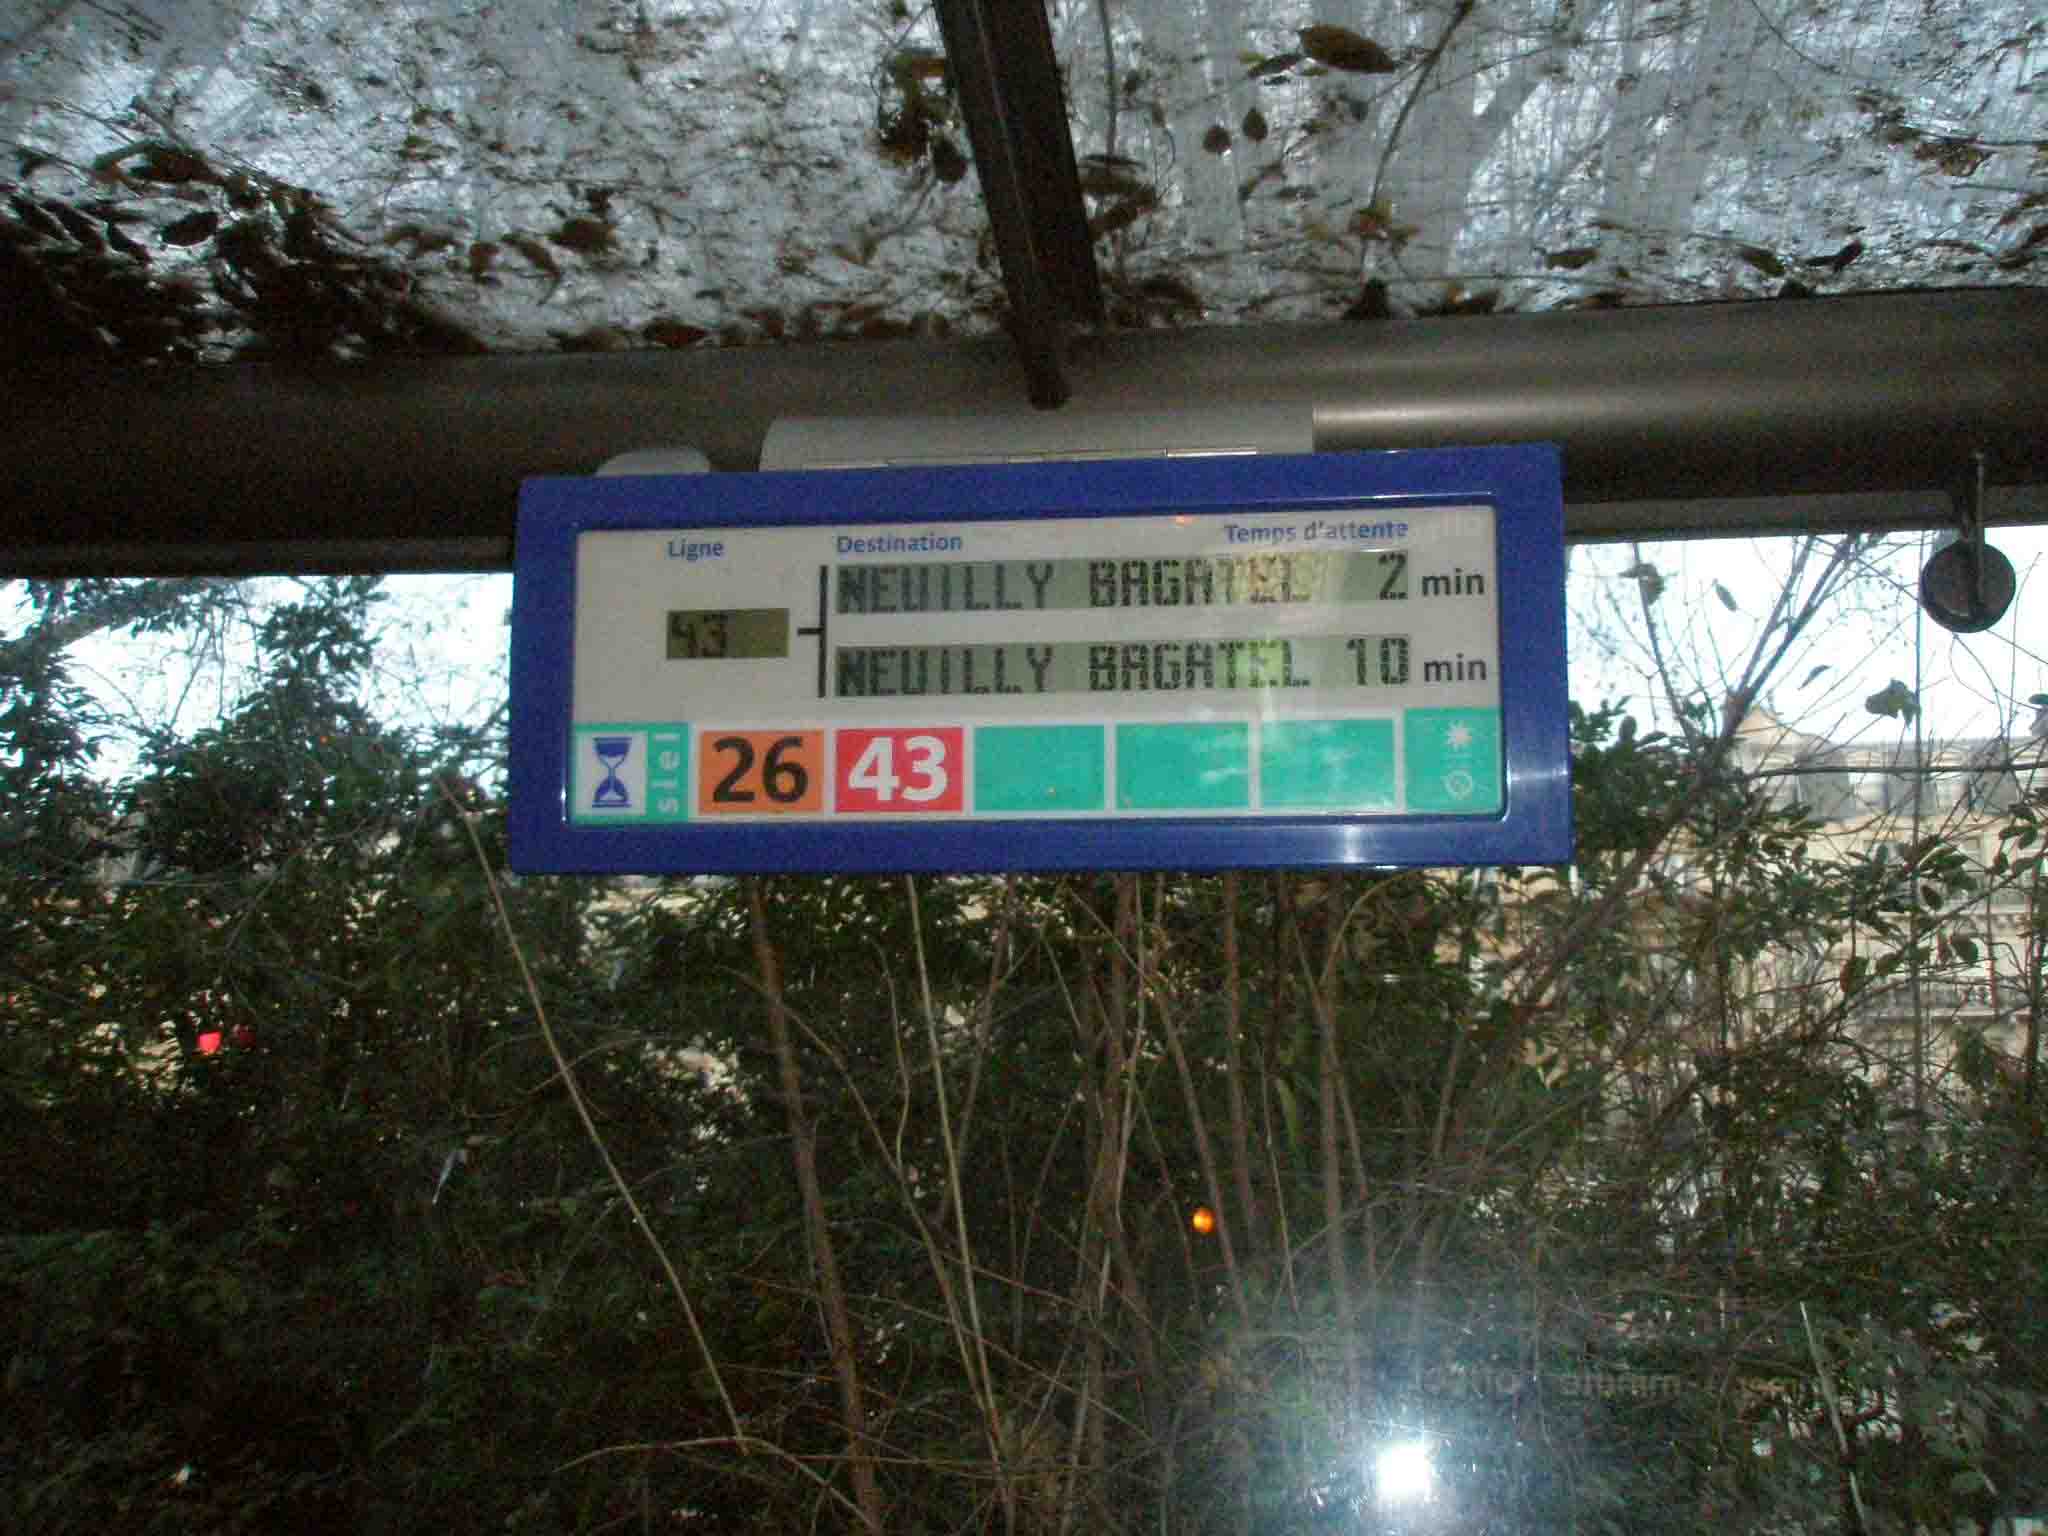 Ligne Destination Temps d'attente
43
NEUILLY BAGATEL 2 min
NEUILLY BAGATEL 10 min
siel 26 43